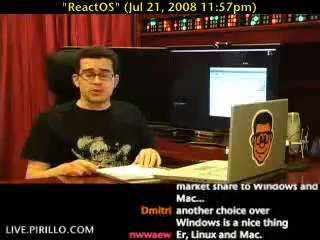 "ReactOS" (Jul 21, 2008 11:57pm)
market share to Windows and
Mac...
Dmitri another choice over
Windows is a nice thing
LIVE.PIRILLO.COM nwwaew Er, Linux and Mac.